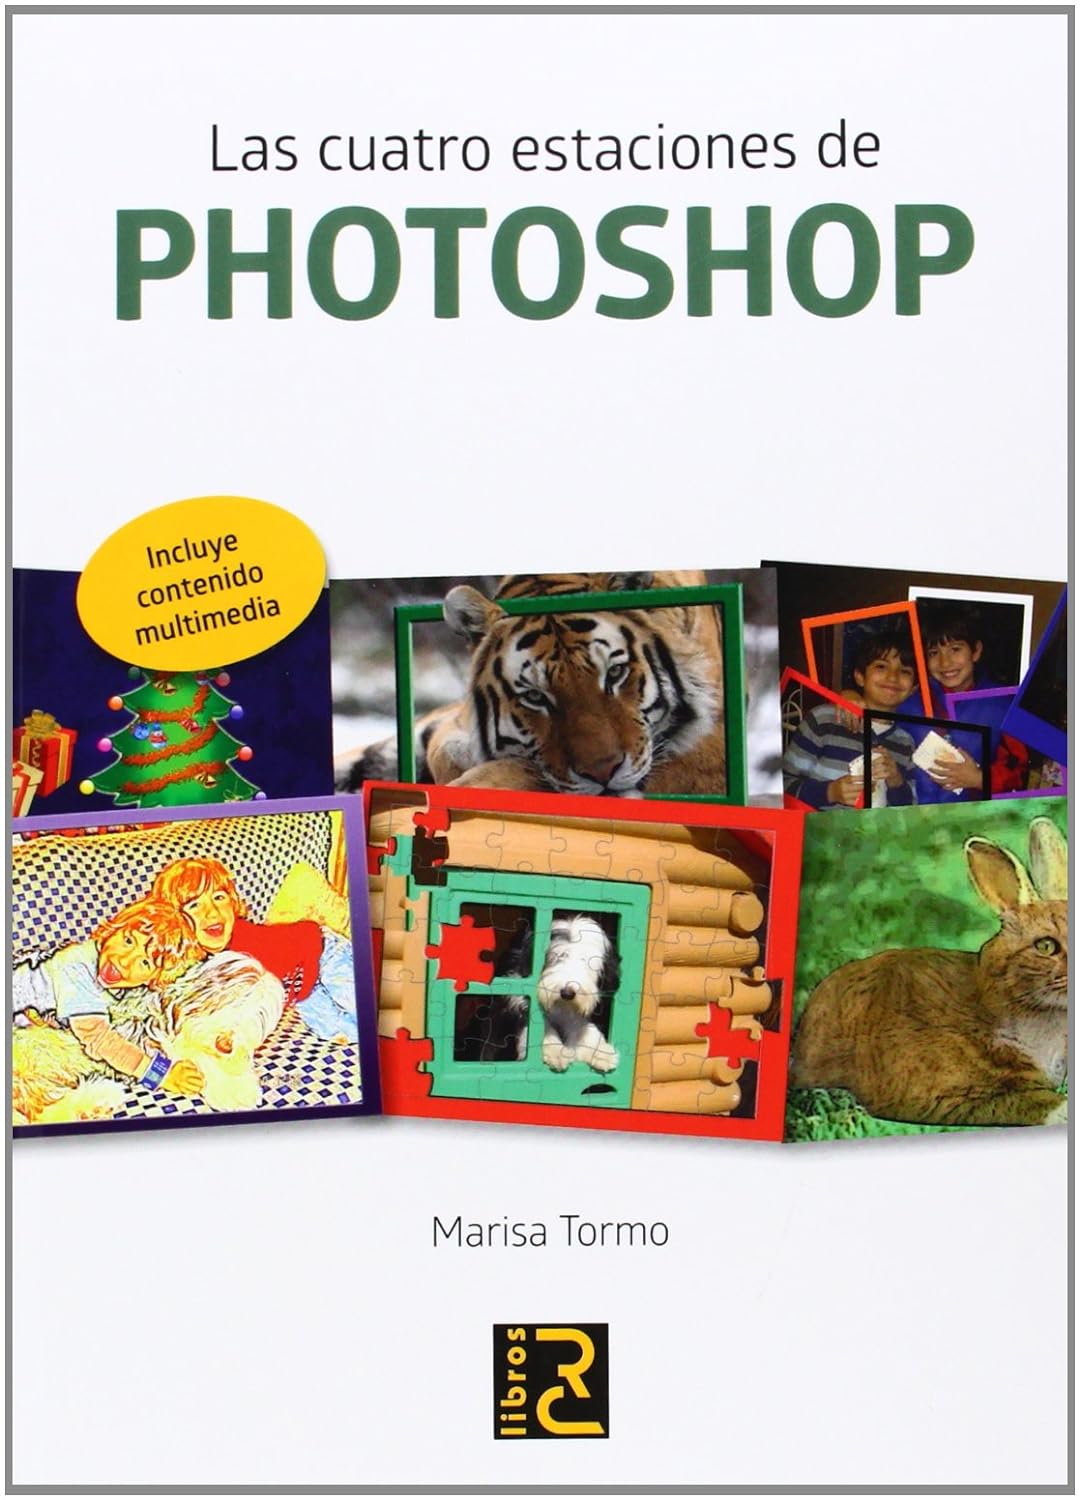 Las cuatro estaciones de
PHOTOSHOP
Incluye
contenido
multimedia
Marisa Tormo
libros
RC